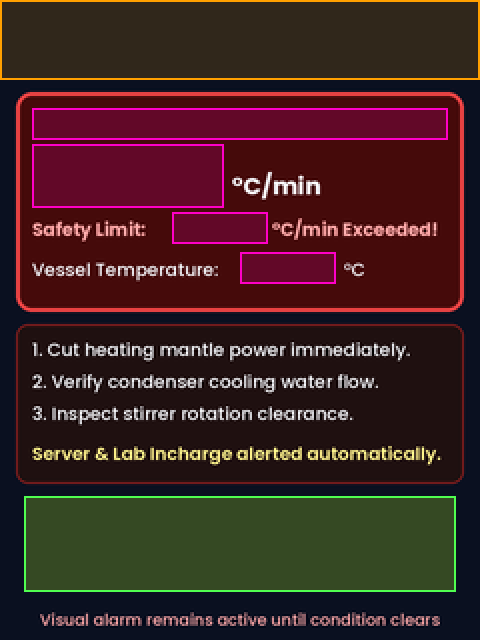 °C/min
Safety Limit: °C/min Exceeded!
Vessel Temperature: °C
1. Cut heating mantle power immediately.
2. Verify condenser cooling water flow.
3. Inspect stirrer rotation clearance.
Server & Lab Incharge alerted automatically.
Visual alarm remains active until condition clears